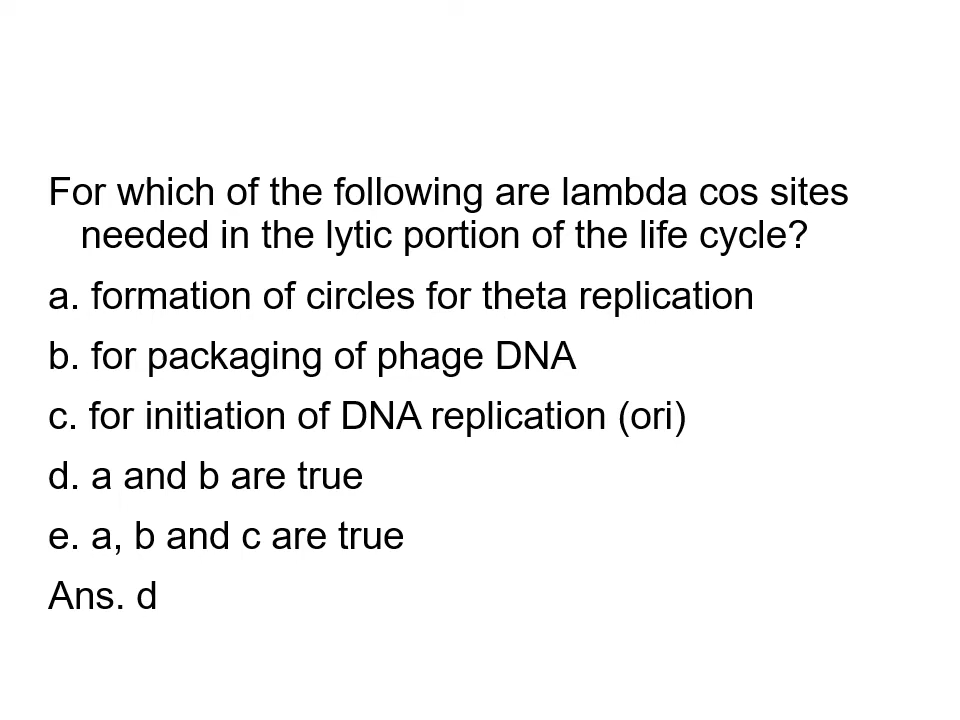 For which of the following are lambda cos sites
needed in the lytic portion of the life cycle?
a. formation of circles for theta replication
b. for packaging of phage DNA
c. for initiation of DNA replication (ori)
d. a and b are true
e. a, b and c are true
Ans. d